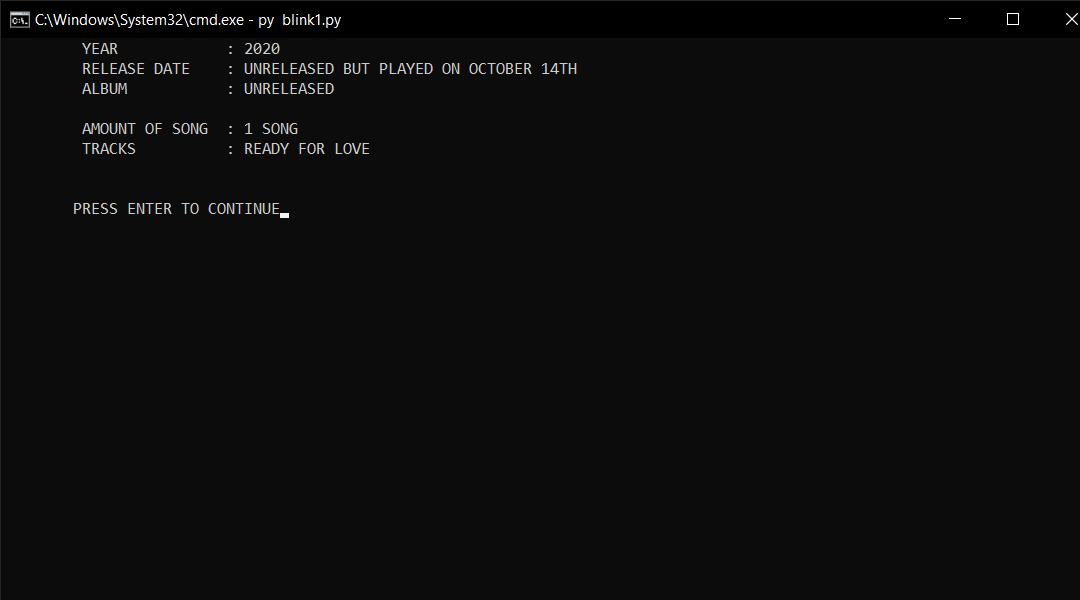 C:\Windows\System32\cmd.exe - py  blink1.py
YEAR            : 2020
RELEASE DATE    : UNRELEASED BUT PLAYED ON OCTOBER 14TH
ALBUM           : UNRELEASED
AMOUNT OF SONG  : 1 SONG
TRACKS          : READY FOR LOVE
PRESS ENTER TO CONTINUE